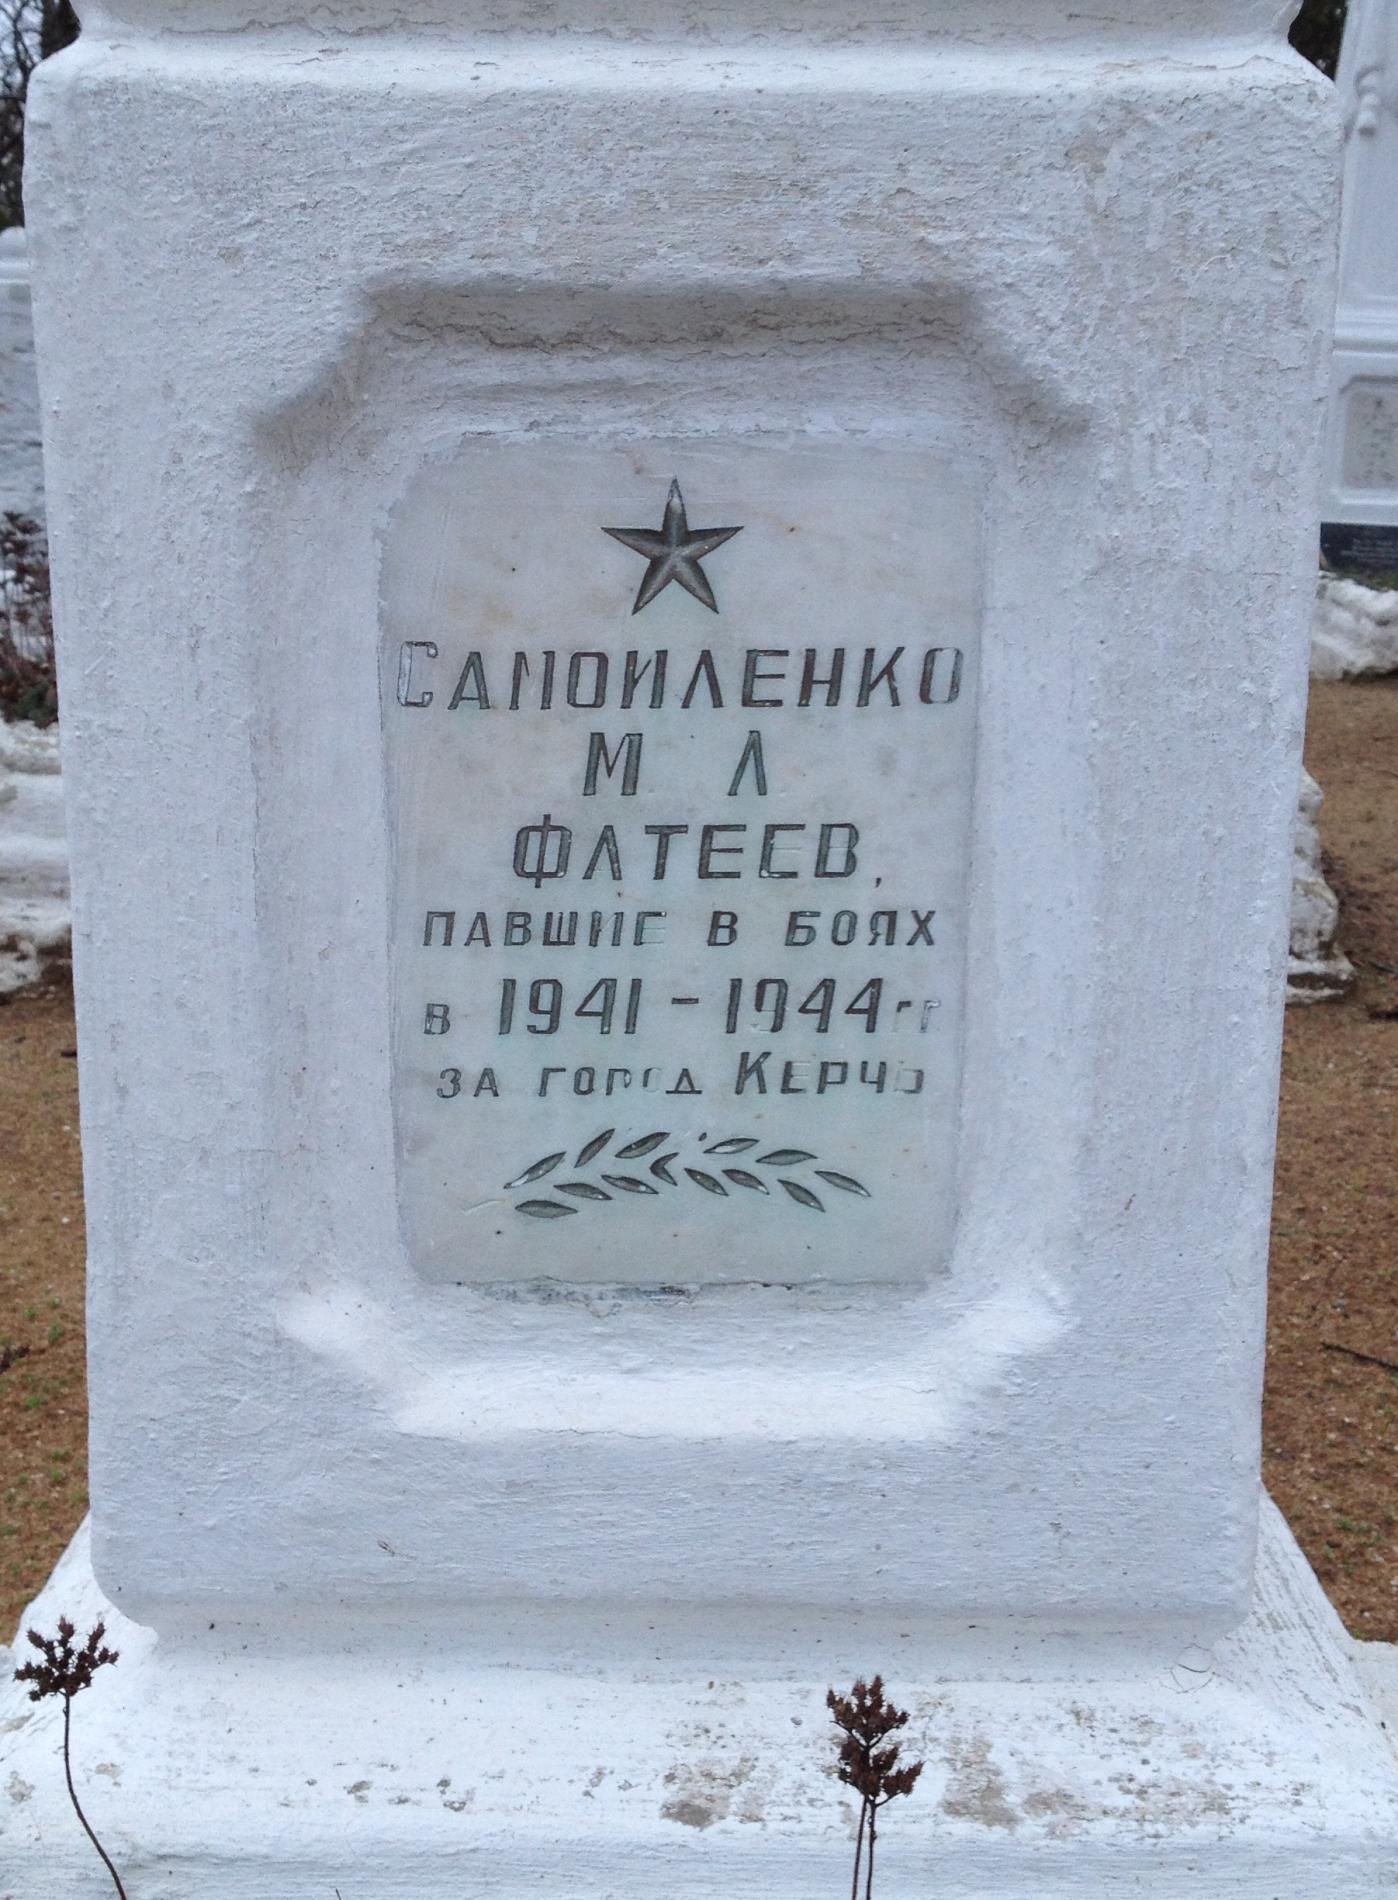 САМОИЛЕНКО
М. Л.
ФАТЕЕВ,
ПАВШИЕ В БОЯХ
в 1941-1944 гг
ЗА ГОРОД КЕРЧЬ